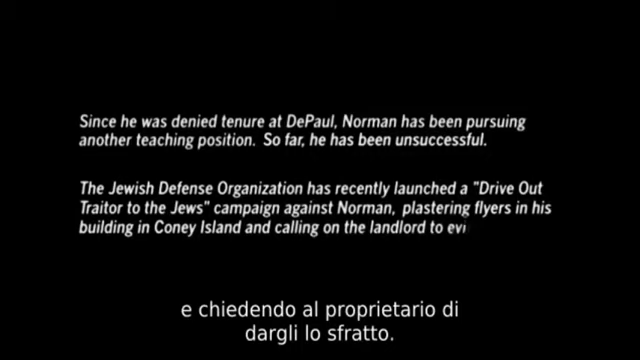 Since he was denied tenure at DePaul, Norman has been pursuing
another teaching position. So far, he has been unsuccessful.
The Jewish Defense Organization has recently launched a "Drive Out
Traitor to the Jews" campaign against Norman, plastering flyers in his
building in Coney Island and calling on the landlord to evi
e chiedendo al proprietario di
dargli lo sfratto.